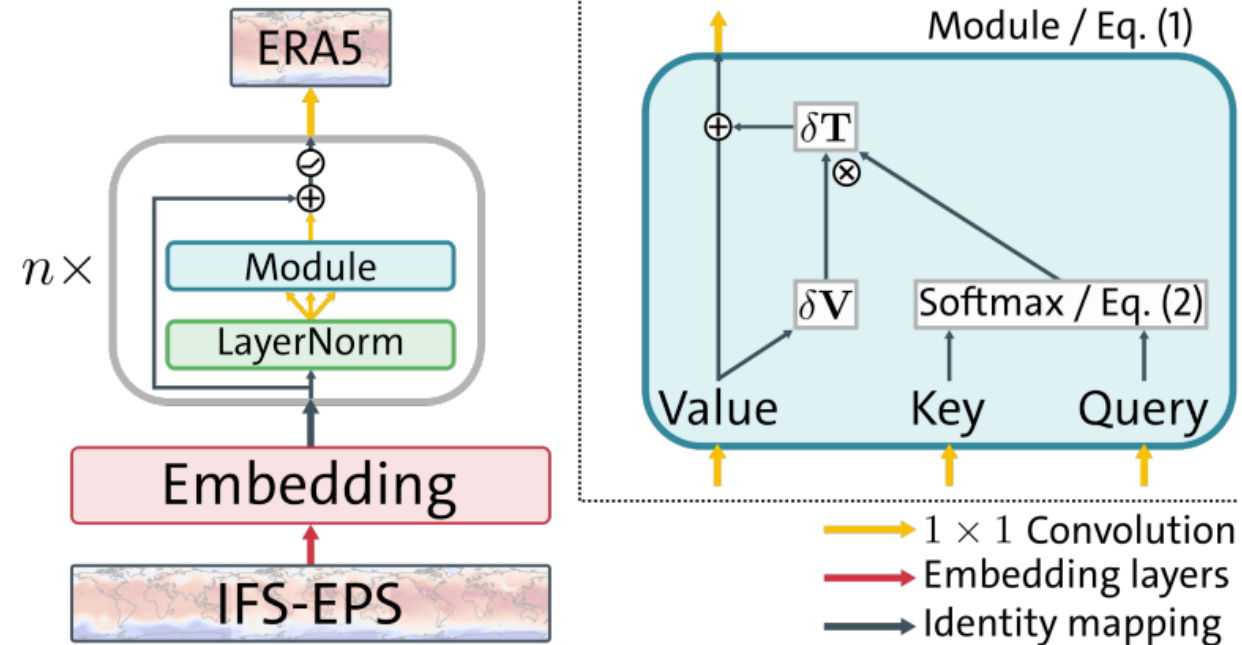 ERA5
n×
Module
LayerNorm
Embedding
IFS-EPS
Module / Eq. (1)
δT
δV
Softmax / Eq. (2)
Value
Key
Query
1 × 1 Convolution
Embedding layers
Identity mapping